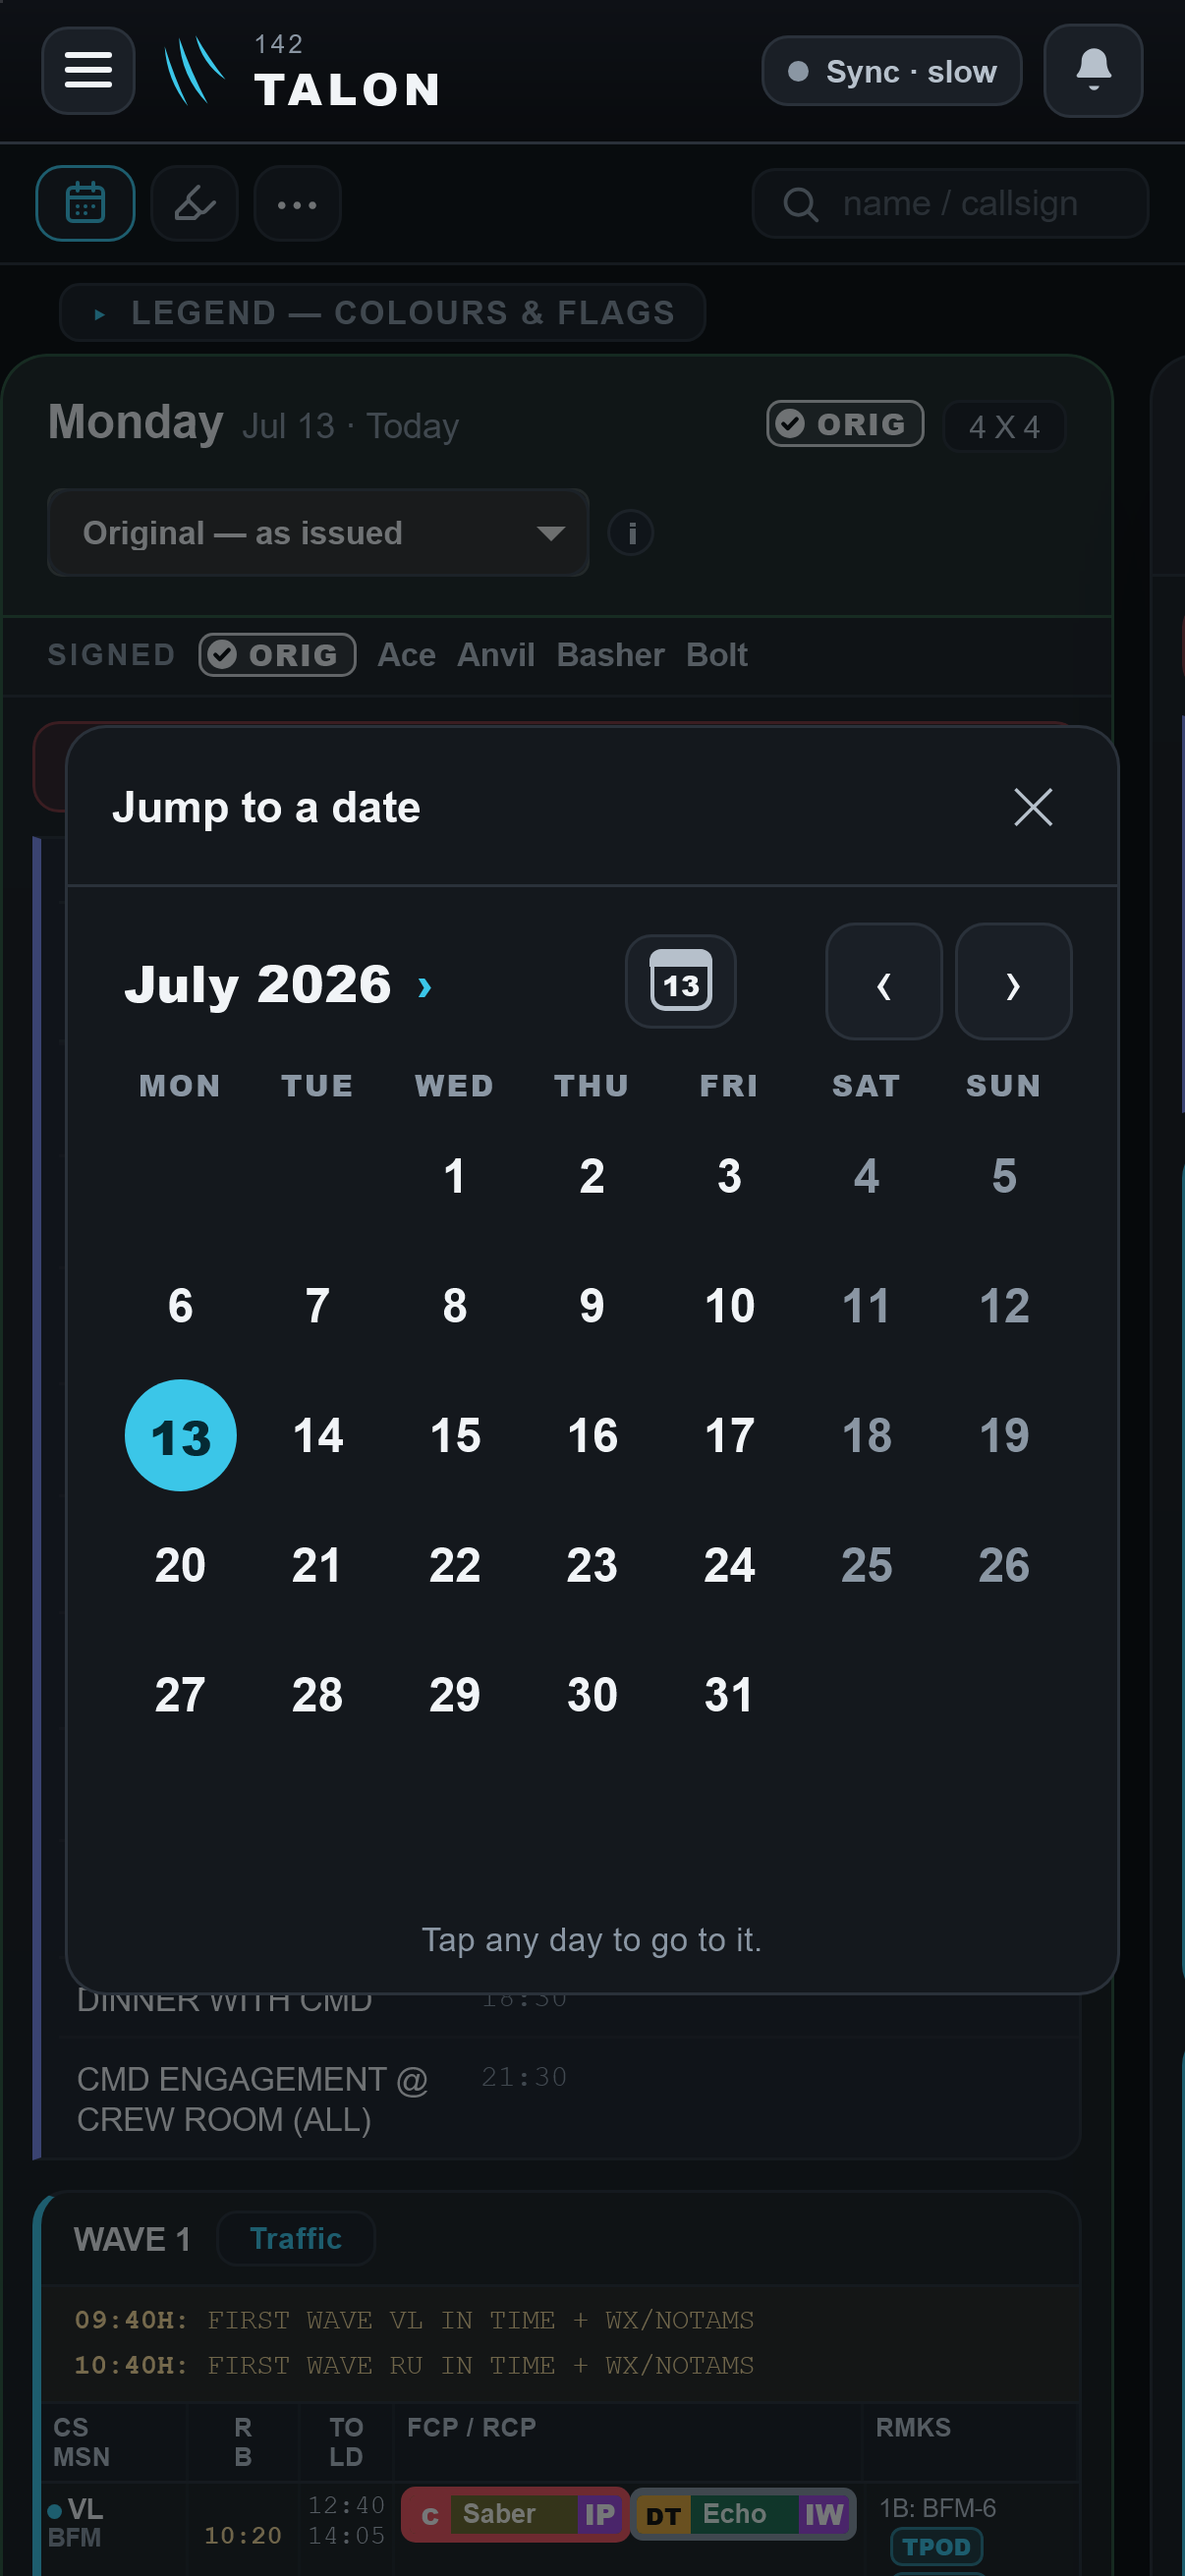 142
TALON
Sync · slow
name / callsign
LEGEND — COLOURS & FLAGS
Monday Jul 13 · Today ORIG 4 X 4
Original — as issued i
SIGNED ORIG Ace Anvil Basher Bolt
Jump to a date
July 2026 › 13 ‹ ›
MON TUE WED THU FRI SAT SUN
1 2 3 4 5
6 7 8 9 10 11 12
13 14 15 16 17 18 19
20 21 22 23 24 25 26
27 28 29 30 31
Tap any day to go to it.
DINNER WITH CMD 18:30
CMD ENGAGEMENT @ 21:30
CREW ROOM (ALL)
WAVE 1 Traffic
09:40H: FIRST WAVE VL IN TIME + WX/NOTAMS
10:40H: FIRST WAVE RU IN TIME + WX/NOTAMS
CS R TO FCP / RCP RMKS
MSN B LD
VL 12:40 C Saber IP DT Echo IW 1B: BFM-6
BFM 10:20 14:05
TPOD